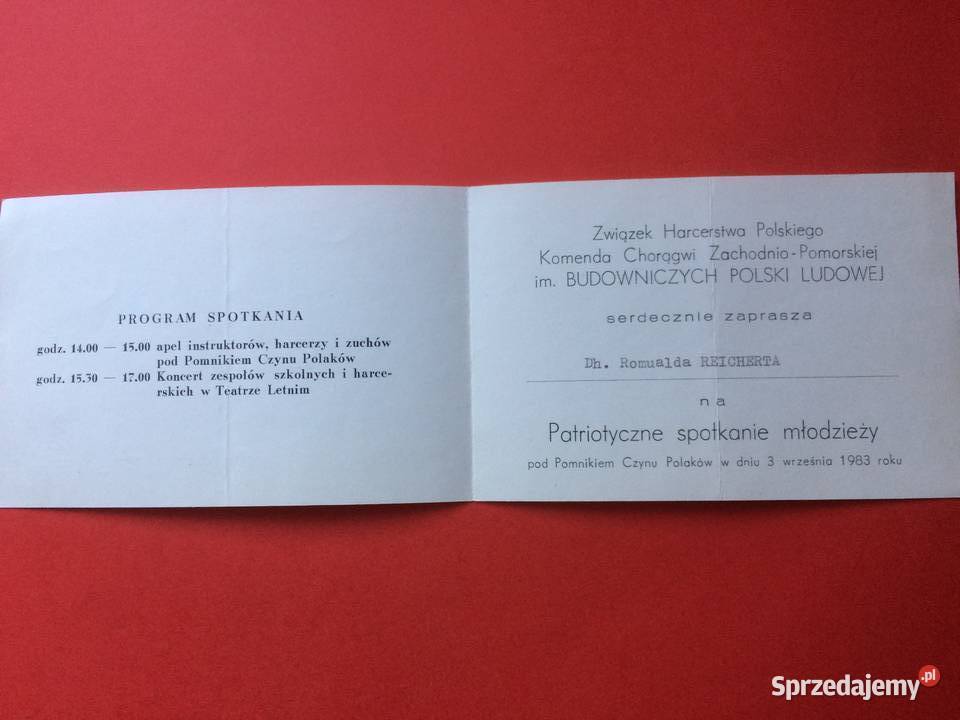 PROGRAM SPOTKANIA
godz. 14.00 — 15.00 apel instruktorów, harcerzy i zuchów
pod Pomnikiem Czynu Polaków
godz. 15.30 — 17.00 Koncert zespołów szkolnych i harce-
rskich w Teatrze Letnim
Związek Harcerstwa Polskiego
Komenda Chorągwi Zachodnio-Pomorskiej
im. BUDOWNICZYCH POLSKI LUDOWEJ
serdecznie zaprasza
Dh. Romualda REICHERTA
na
Patriotyczne spotkanie młodzieży
pod Pomnikiem Czynu Polaków w dniu 3 września 1983 roku
Sprzedajemy.pl